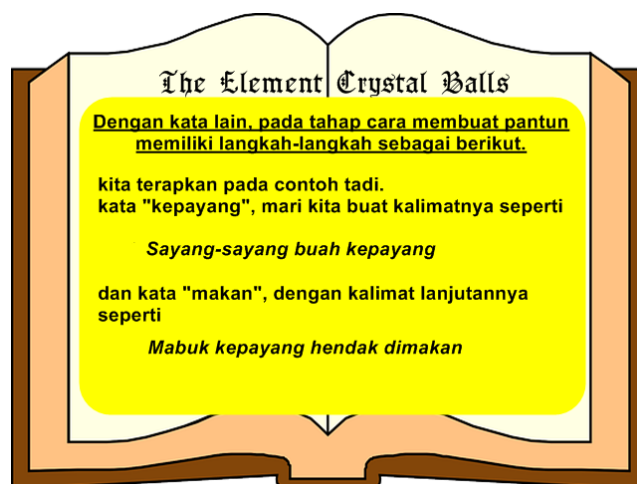 The Element Crystal Balls
Dengan kata lain, pada tahap cara membuat pantun
memiliki langkah-langkah sebagai berikut.
kita terapkan pada contoh tadi.
kata "kepayang", mari kita buat kalimatnya seperti
Sayang-sayang buah kepayang
dan kata "makan", dengan kalimat lanjutannya
seperti
Mabuk kepayang hendak dimakan